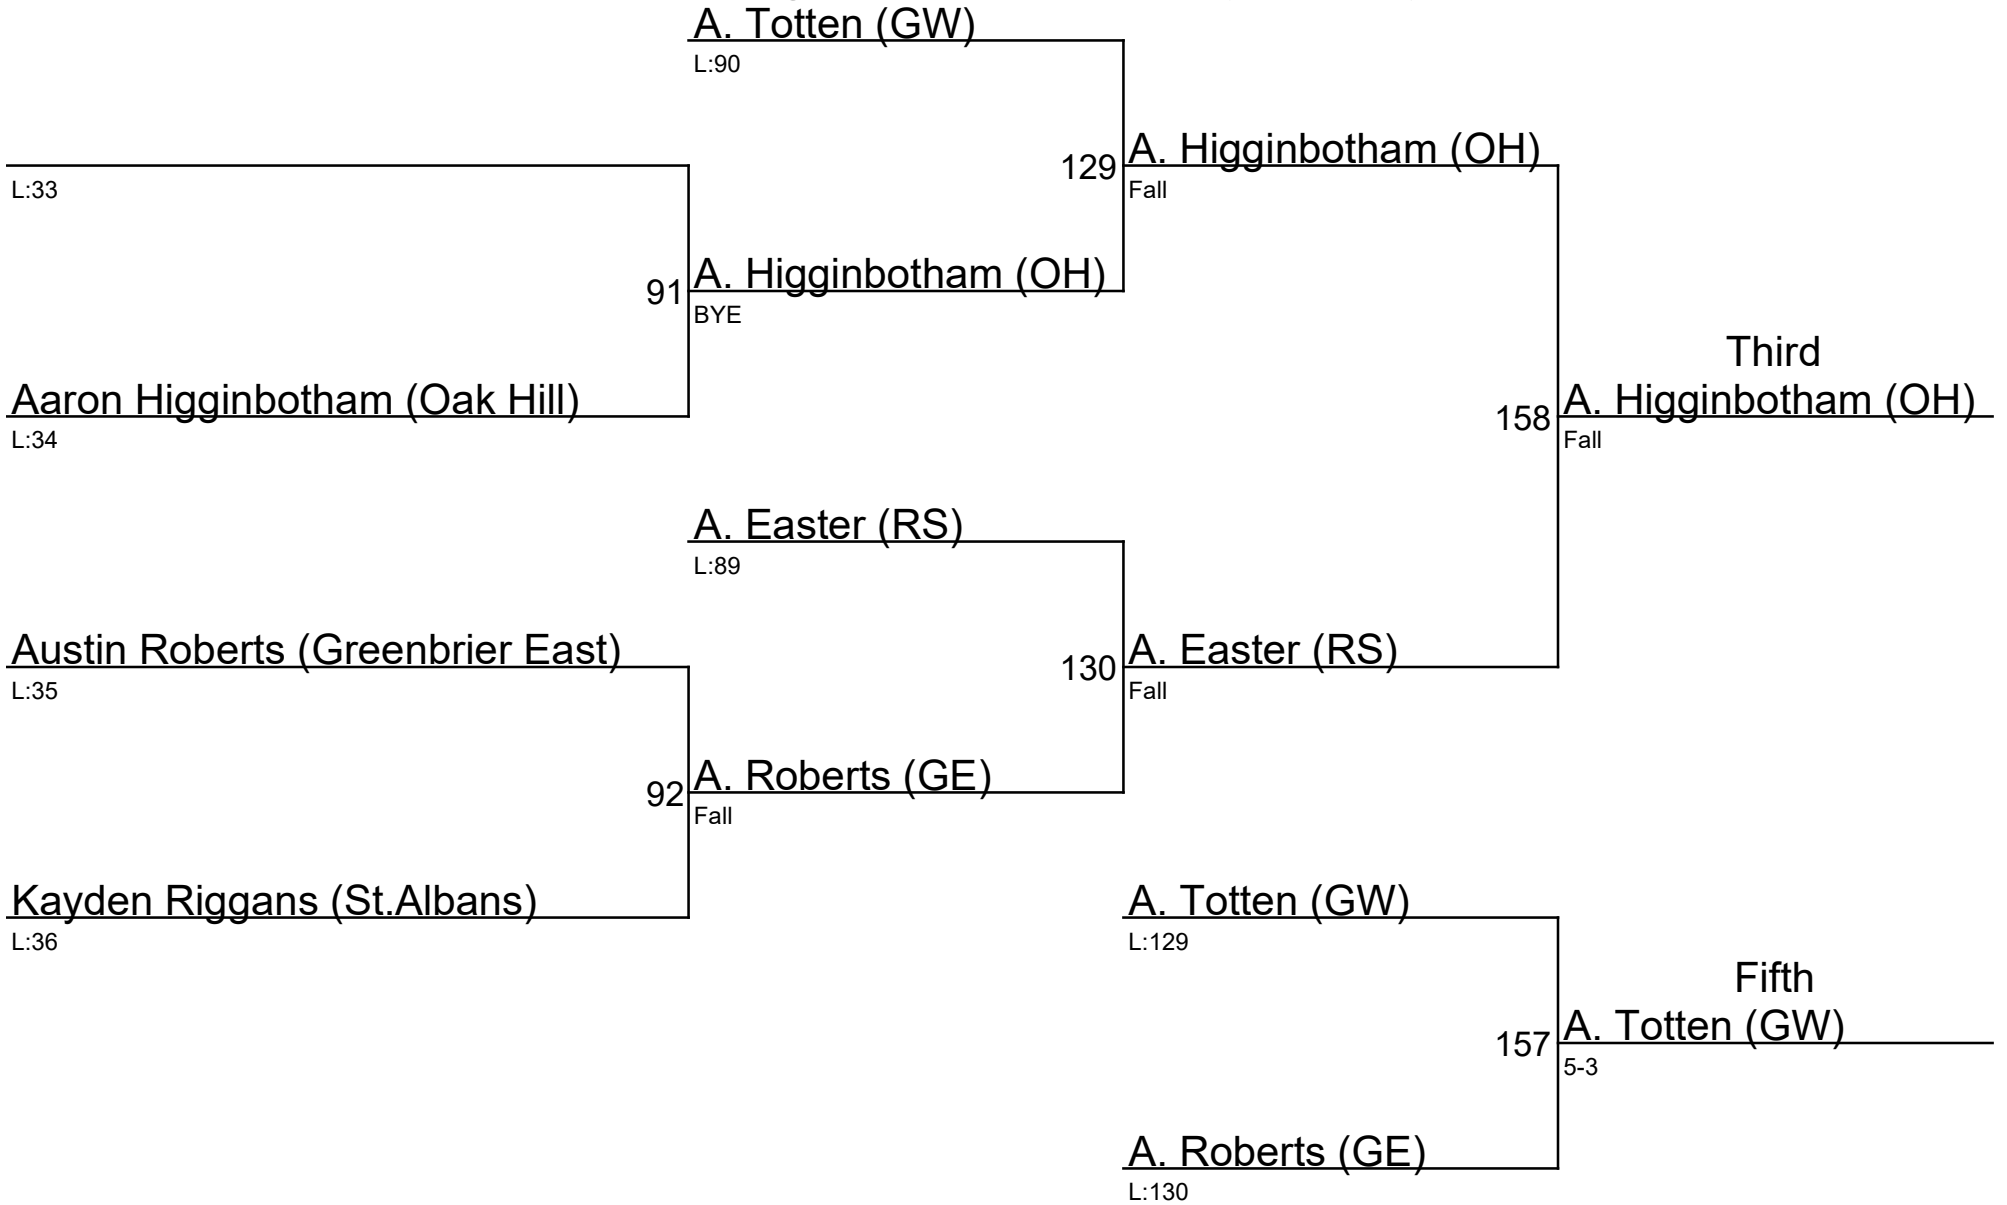 A. Totten (GW)
L:90
L:33
129
A. Higginbotham (OH)
Fall
91
A. Higginbotham (OH)
BYE
Aaron Higginbotham (Oak Hill)
L:34
Third
158
A. Higginbotham (OH)
Fall
A. Easter (RS)
L:89
Austin Roberts (Greenbrier East)
L:35
130
A. Easter (RS)
Fall
92
A. Roberts (GE)
Fall
Kayden Riggans (St.Albans)
L:36
A. Totten (GW)
L:129
Fifth
157
A. Totten (GW)
5-3
A. Roberts (GE)
L:130